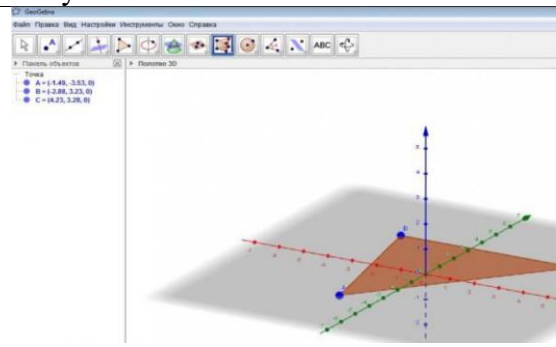 GeoGebra
Файл Правка Вид Настройки Инструменты Окно Справка
ABC
Панель объектов
Полотно 3D
Точка
A = (-1.49, -3.53, 0)
B = (-2.88, 3.23, 0)
C = (4.23, 3.28, 0)
B
A